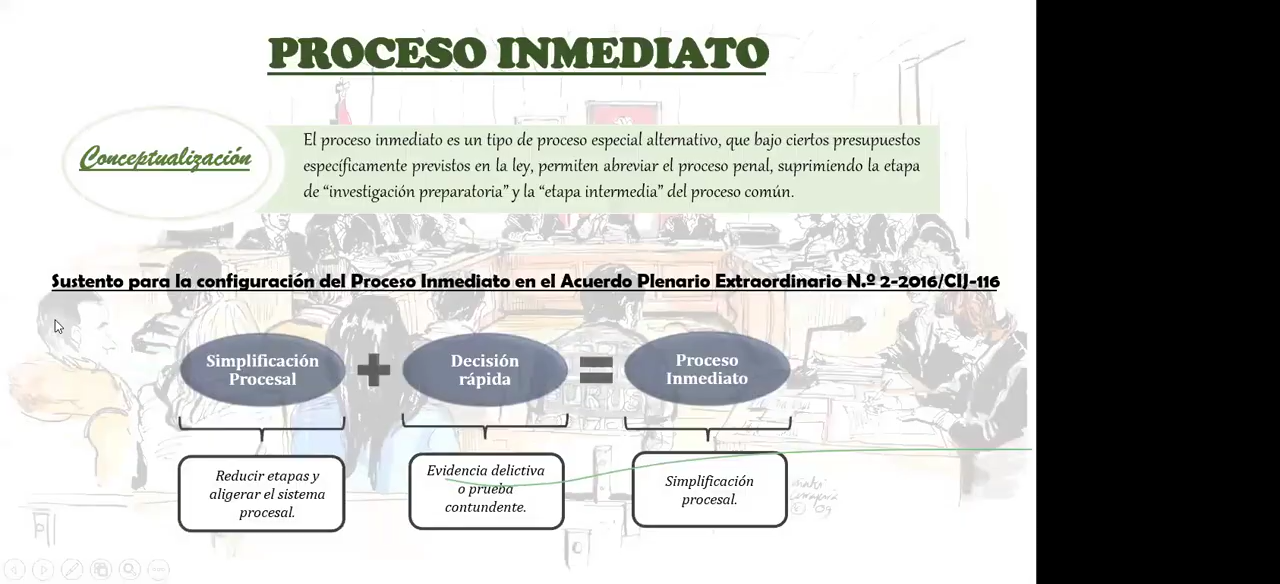 PROCESO INMEDIATO
Conceptualización
El proceso inmediato es un tipo de proceso especial alternativo, que bajo ciertos presupuestos
específicamente previstos en la ley, permiten abreviar el proceso penal, suprimiendo la etapa
de “investigación preparatoria” y la “etapa intermedia” del proceso común.
Sustento para la configuración del Proceso Inmediato en el Acuerdo Plenario Extraordinario N.º 2-2016/CIJ-116
Simplificación
Procesal
+
Decisión
rápida
=
Proceso
Inmediato
Reducir etapas y
aligerar el sistema
procesal.
Evidencia delictiva
o prueba
contundente.
Simplificación
procesal.